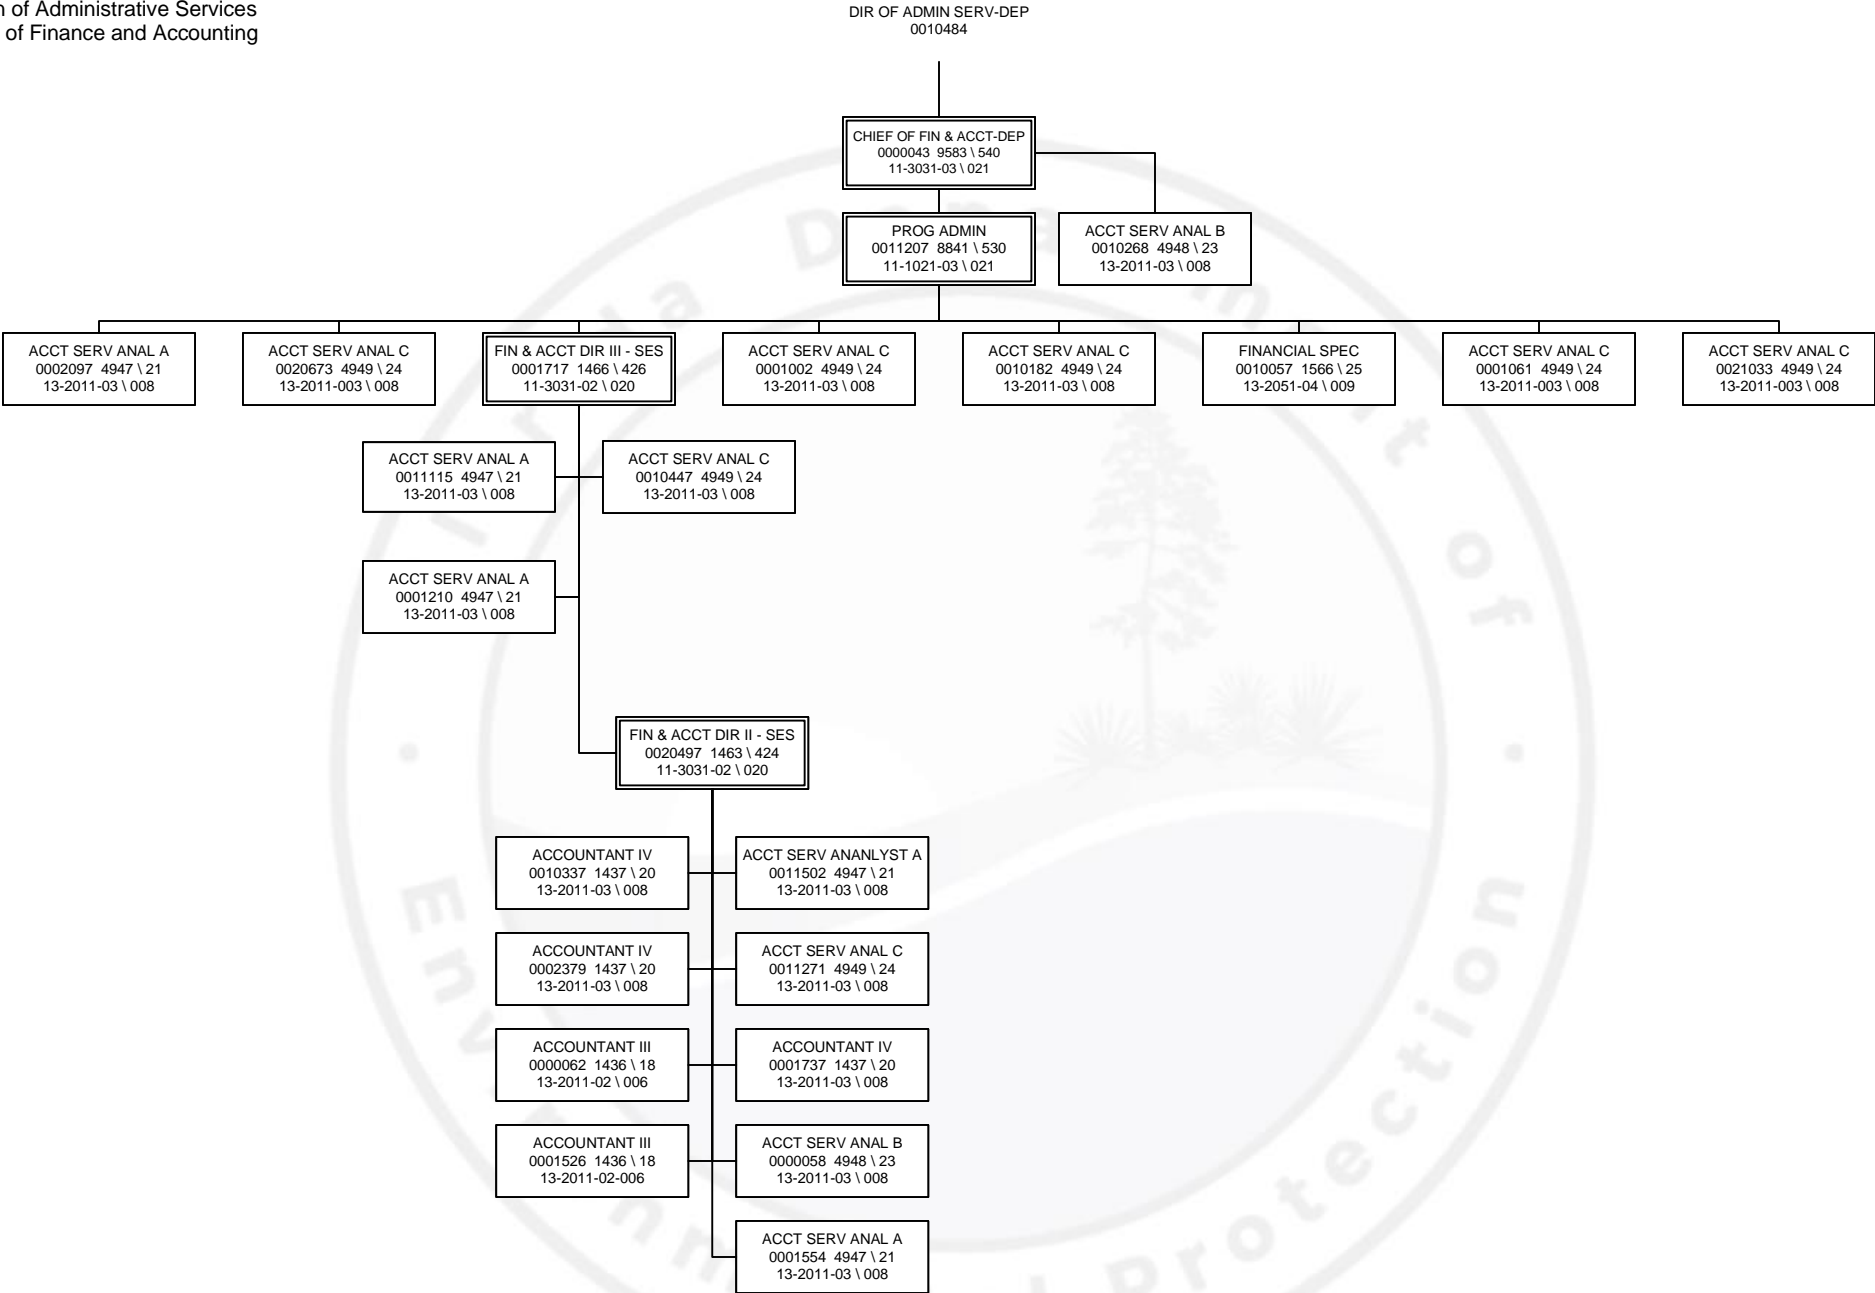 n of Administrative Services
of Finance and Accounting
DIR OF ADMIN SERV-DEP
0010484
CHIEF OF FIN & ACCT-DEP
0000043 9583 \ 540
11-3031-03 \ 021
PROG ADMIN
0011207 8841 \ 530
11-1021-03 \ 021
ACCT SERV ANAL B
0010268 4948 \ 23
13-2011-03 \ 008
ACCT SERV ANAL A
0002097 4947 \ 21
13-2011-03 \ 008
ACCT SERV ANAL C
0020673 4949 \ 24
13-2011-003 \ 008
FIN & ACCT DIR III - SES
0001717 1466 \ 426
11-3031-02 \ 020
ACCT SERV ANAL C
0001002 4949 \ 24
13-2011-03 \ 008
ACCT SERV ANAL C
0010182 4949 \ 24
13-2011-03 \ 008
FINANCIAL SPEC
0010057 1566 \ 25
13-2051-04 \ 009
ACCT SERV ANAL C
0001061 4949 \ 24
13-2011-003 \ 008
ACCT SERV ANAL C
0021033 4949 \ 24
13-2011-003 \ 008
ACCT SERV ANAL A
0011115 4947 \ 21
13-2011-03 \ 008
ACCT SERV ANAL C
0010447 4949 \ 24
13-2011-03 \ 008
ACCT SERV ANAL A
0001210 4947 \ 21
13-2011-03 \ 008
FIN & ACCT DIR II - SES
0020497 1463 \ 424
11-3031-02 \ 020
ACCOUNTANT IV
0010337 1437 \ 20
13-2011-03 \ 008
ACCT SERV ANANLYST A
0011502 4947 \ 21
13-2011-03 \ 008
ACCOUNTANT IV
0002379 1437 \ 20
13-2011-03 \ 008
ACCT SERV ANAL C
0011271 4949 \ 24
13-2011-03 \ 008
ACCOUNTANT III
0000062 1436 \ 18
13-2011-02 \ 006
ACCOUNTANT IV
0001737 1437 \ 20
13-2011-03 \ 008
ACCOUNTANT III
0001526 1436 \ 18
13-2011-02-006
ACCT SERV ANAL B
0000058 4948 \ 23
13-2011-03 \ 008
ACCT SERV ANAL A
0001554 4947 \ 21
13-2011-03 \ 008